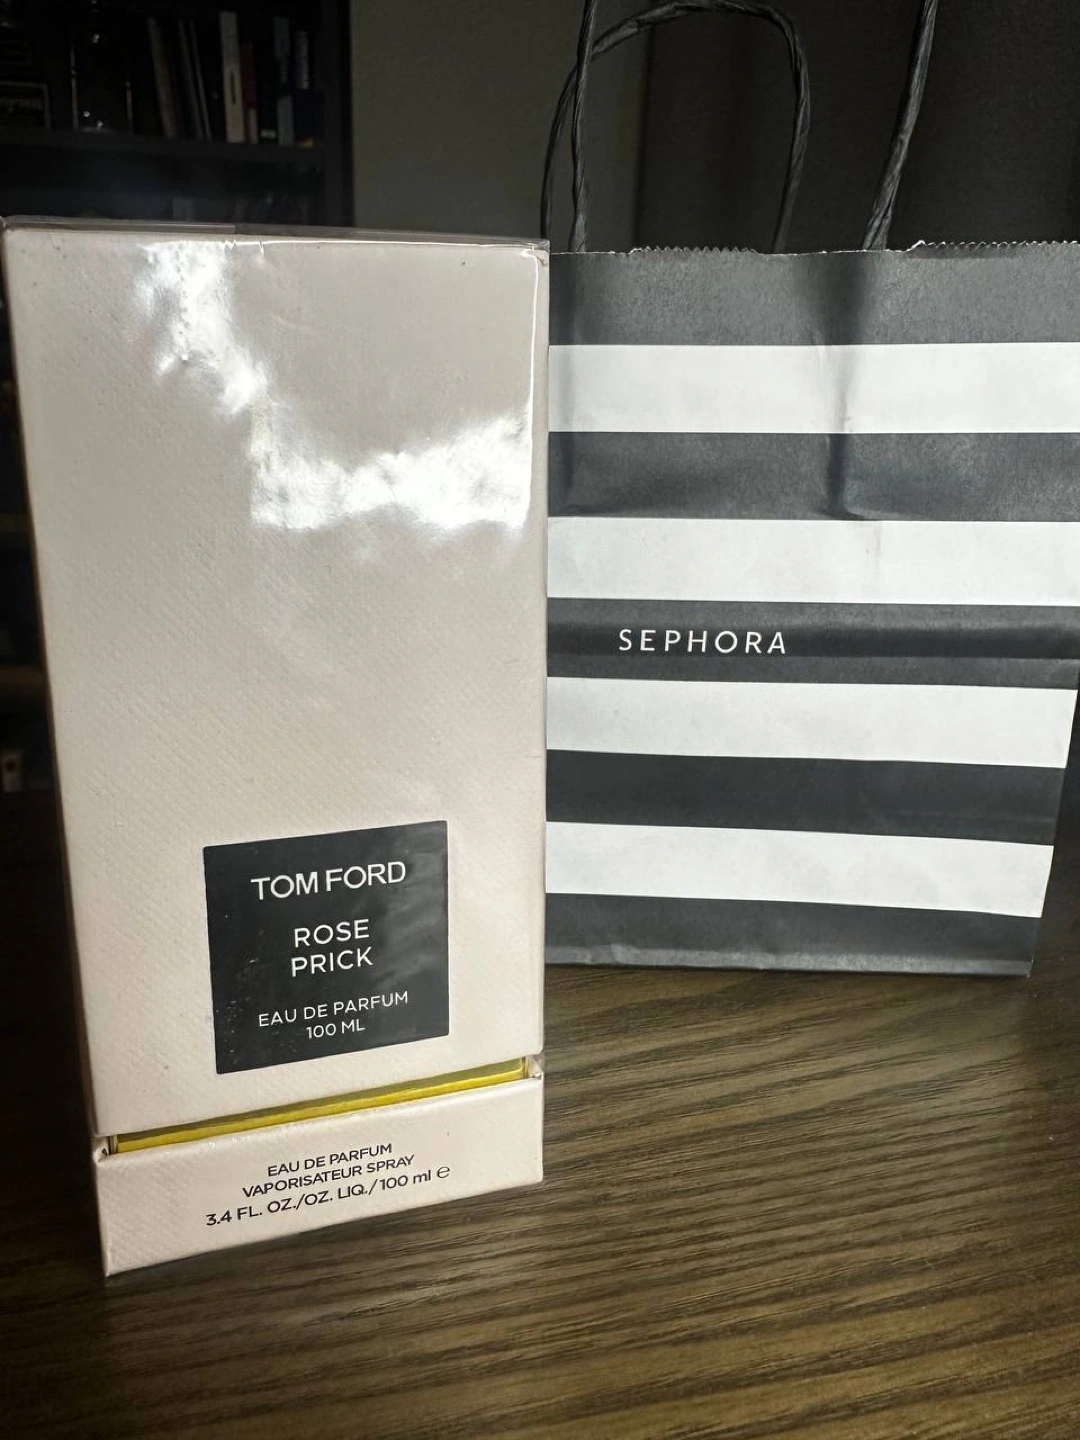 TOM FORD
ROSE
PRICK
EAU DE PARFUM
100 ML
EAU DE PARFUM
VAPORISATEUR SPRAY
3.4 FL. OZ./OZ. LIQ./100 ml ℮
SEPHORA